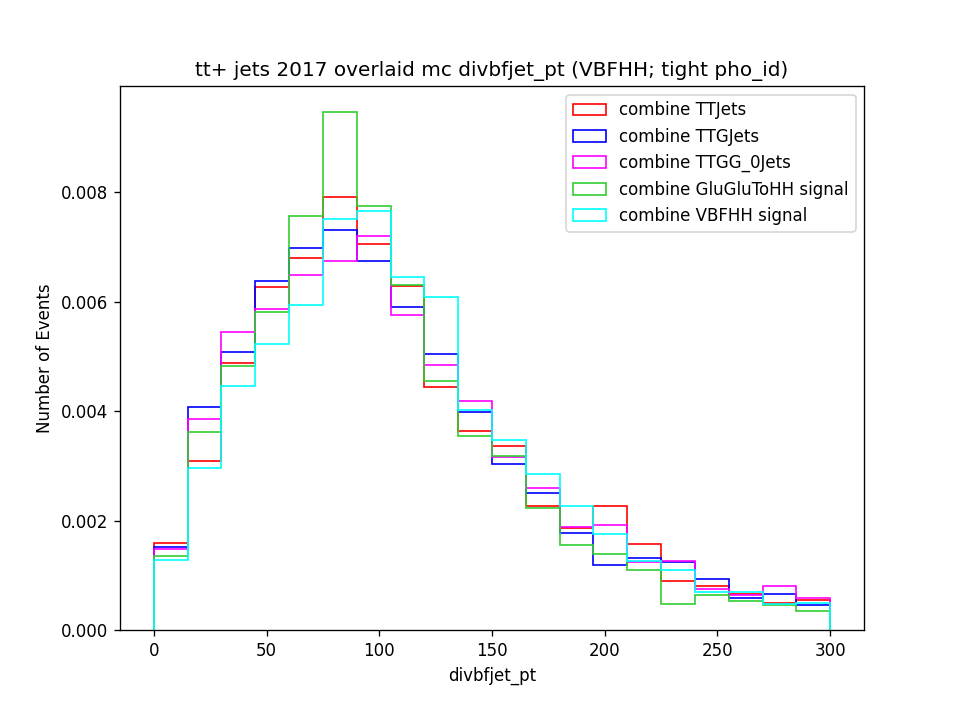 tt+ jets 2017 overlaid mc divbfjet_pt (VBFHH; tight pho_id)
combine TTJets
combine TTGJets
combine TTGG_0Jets
combine GluGluToHH signal
combine VBFHH signal
Number of Events
0.008
0.006
0.004
0.002
0.000
0 50 100 150 200 250 300
divbfjet_pt